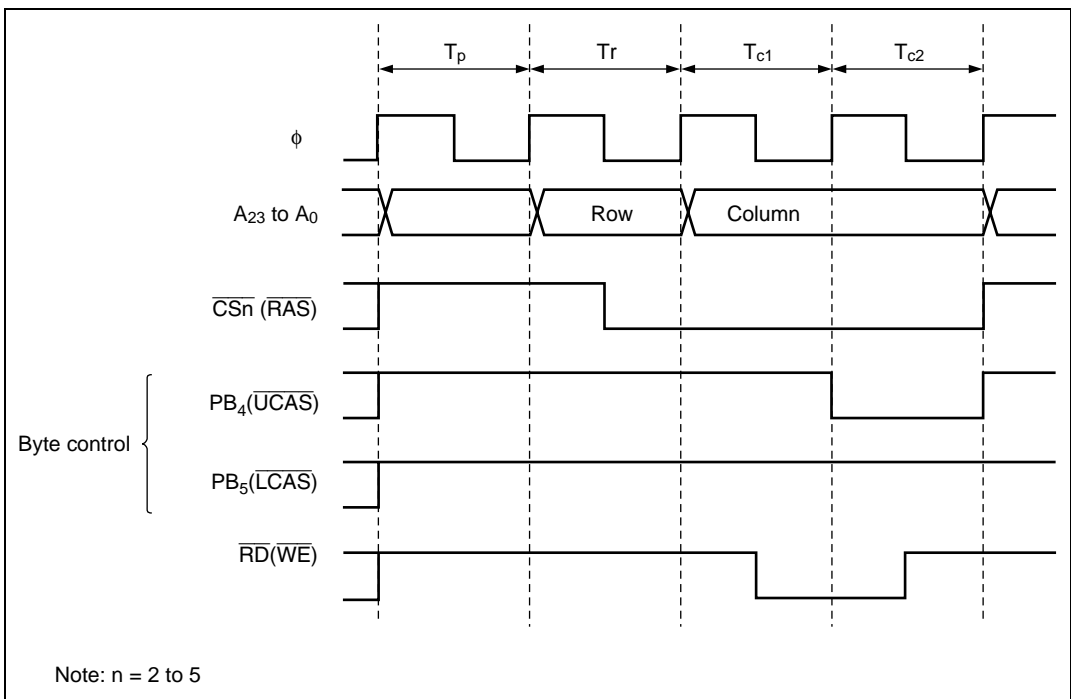 Tp Tr Tc1 Tc2
φ
A23 to A0 Row Column
CSn (RAS)
PB4(UCAS)
Byte control
PB5(LCAS)
RD(WE)
Note: n = 2 to 5